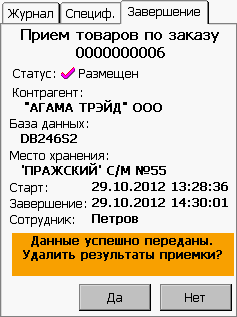 Журнал Специф. Завершение
Прием товаров по заказу
0000000006
Статус: Размещен
Контрагент:
"АГАМА ТРЭЙД" ООО
База данных:
DB246S2
Место хранения:
'ПРАЖСКИЙ' С/М №55
Старт: 29.10.2012 13:28:36
Завершение: 29.10.2012 14:30:01
Сотрудник: Петров
Данные успешно переданы.
Удалить результаты приемки?
Да Нет